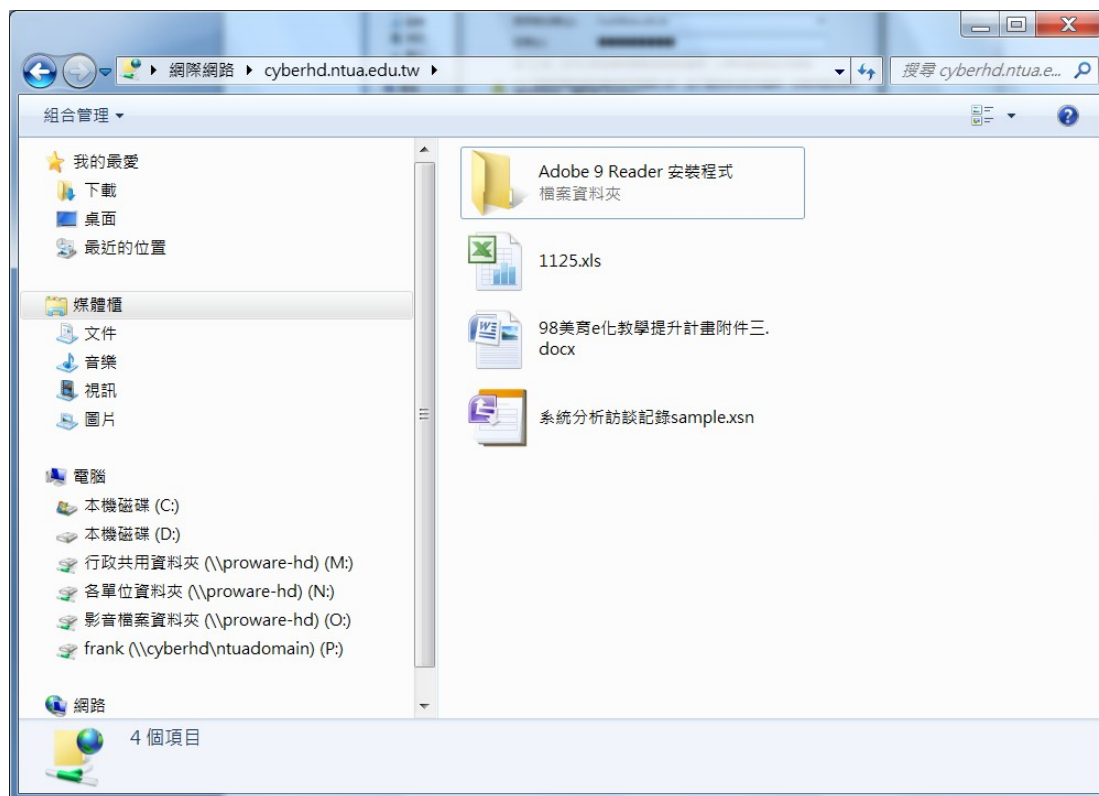 網際網路 ▸ cyberhd.ntua.edu.tw ▸
搜尋 cyberhd.ntua.e...
組合管理
我的最愛
下載
桌面
最近的位置
媒體櫃
文件
音樂
視訊
圖片
電腦
本機磁碟 (C:)
本機磁碟 (D:)
行政共用資料夾 (\\proware-hd) (M:)
各單位資料夾 (\\proware-hd) (N:)
影音檔案資料夾 (\\proware-hd) (O:)
frank (\\cyberhd\ntuadomain) (P:)
網路
Adobe 9 Reader 安裝程式
檔案資料夾
1125.xls
98美育e化教學提升計畫附件三.
docx
系統分析訪談記錄sample.xsn
4 個項目